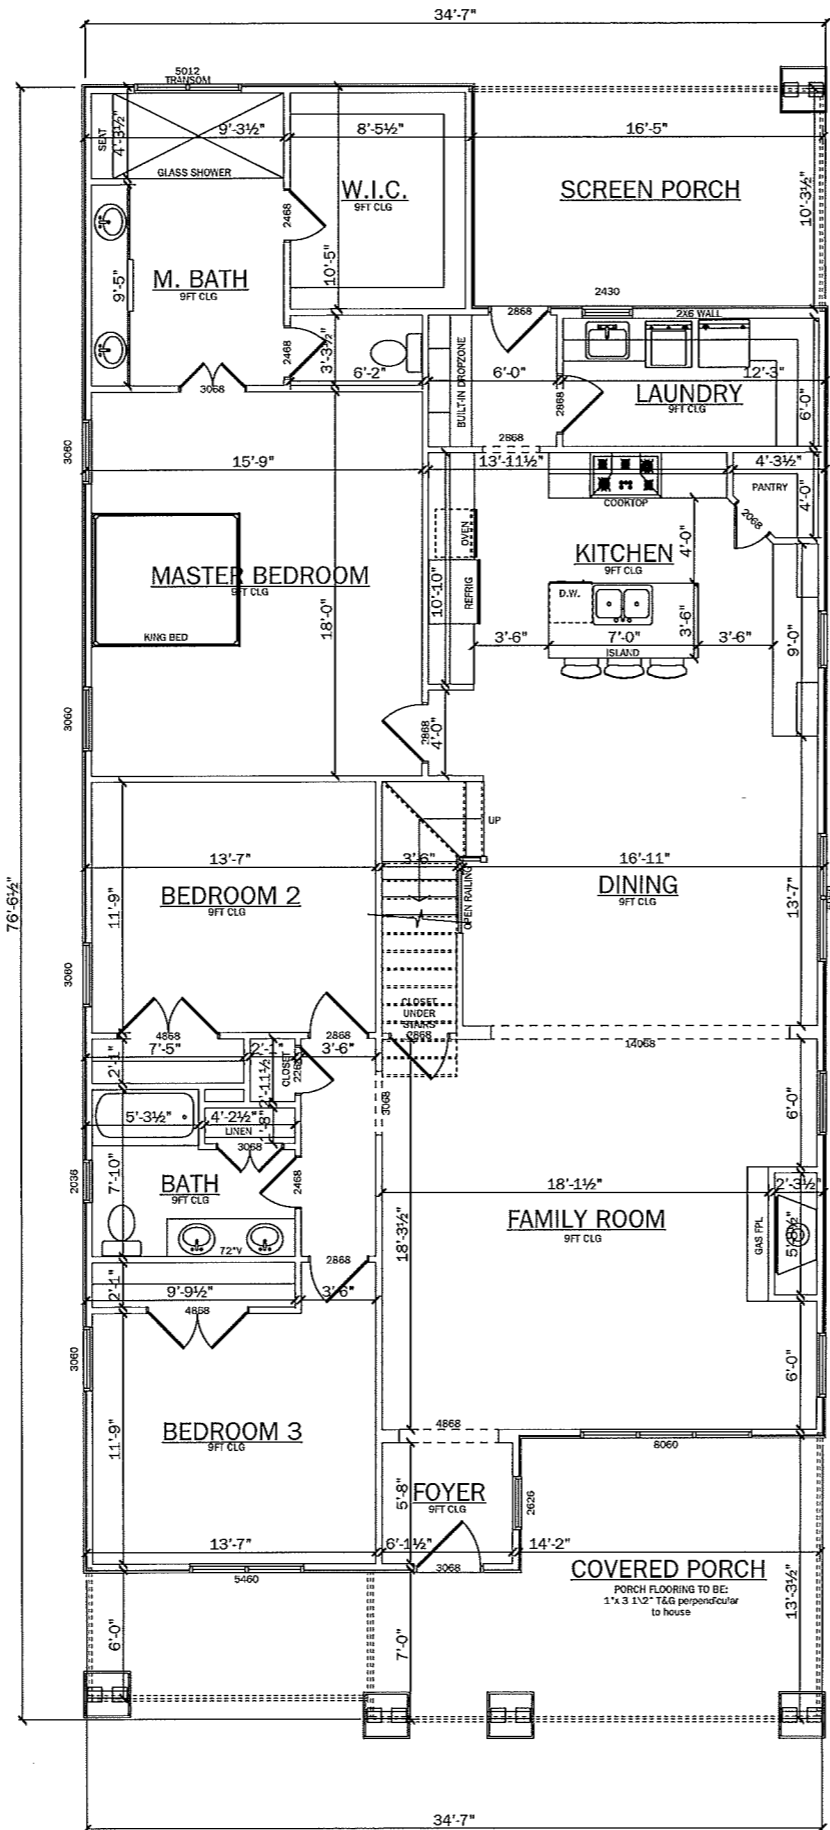 34'-7"
5012
TRANSOM
SEAT
4'-3½"
9'-3½"
8'-5½"
16'-5"
GLASS SHOWER
W.I.C.
9FT CLG
SCREEN PORCH
10'-3½"
2468
M. BATH
9FT CLG
9'-5"
10'-5"
2430
2868
2X6 WALL
2468
3'-3½"
6'-2"
BUILT-IN DROPZONE
6'-0"
12'-3"
LAUNDRY
9FT CLG
6'-0"
3068
2868
2868
3060
15'-9"
13'-11½"
4'-3½"
COOKTOP
PANTRY
4'-0"
2068
OVEN
KITCHEN
9FT CLG
4'-0"
MASTER BEDROOM
9FT CLG
18'-0"
10'-10"
REFRIG
D.W.
KING BED
3'-6"
7'-0"
3'-6"
3'-6"
9'-0"
ISLAND
3060
2868
4'-0"
UP
13'-7"
3'-6"
16'-11"
BEDROOM 2
9FT CLG
11'-9"
OPEN RAILING
DINING
9FT CLG
13'-7"
76'-6½"
3060
CLOSET
UNDER
STAIRS
2868
4868
2868
14068
7'-5"
2'-1"
3'-6"
2'-1"
2'-11½"
CLOSET
2268
3068
6'-0"
5'-3½"
4'-2½"
LINEN
3068
2036
7'-10"
BATH
9FT CLG
2468
18'-1½"
2'-3½"
FAMILY ROOM
9FT CLG
GAS FPL
18'-3½"
72"V
2868
2'-1"
9'-9½"
3'-6"
4868
3060
6'-0"
11'-9"
BEDROOM 3
9FT CLG
4868
8060
FOYER
9FT CLG
5'-8"
2626
13'-7"
6'-1½"
14'-2"
3068
5460
COVERED PORCH
PORCH FLOORING TO BE:
1"x 3 1\2" T&G perpendicular
to house
13'-3½"
6'-0"
7'-0"
34'-7"